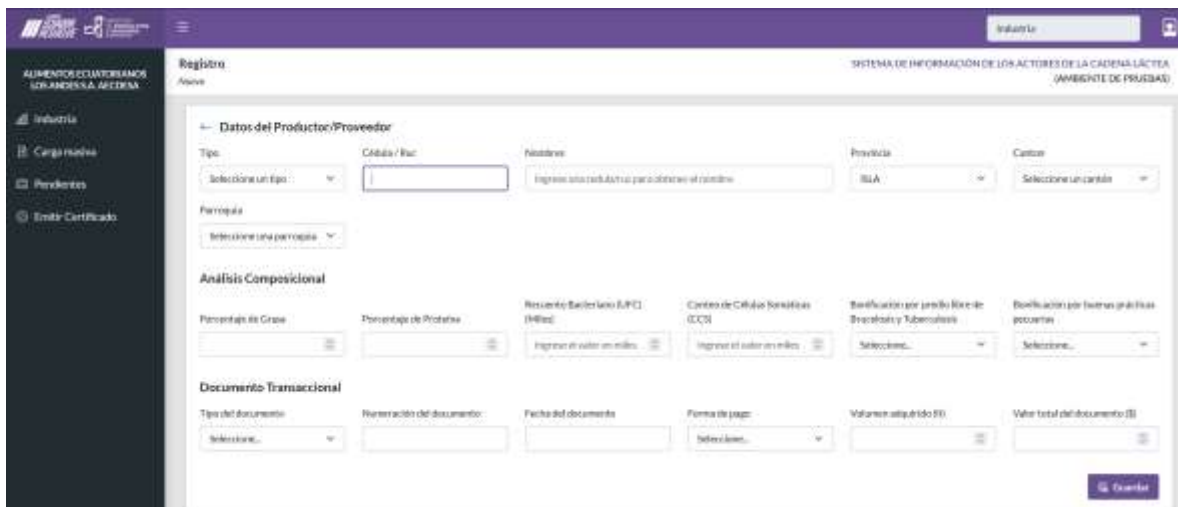 Industria
ALIMENTOS ECUATORIANOS
LOS ANDES S.A. AECDESA
Industria
Carga masiva
Pendientes
Emitir Certificado
Registro
Nuevo
SISTEMA DE INFORMACIÓN DE LOS ACTORES DE LA CADENA LÁCTEA
(AMBIENTE DE PRUEBAS)
← Datos del Productor/Proveedor
Tipo
Cédula / Ruc
Nombres
Provincia
Canton
Seleccione un tipo
Ingrese una cedula/ruc para obtener el nombre
Seleccione un cantón
Parroquia
Seleccione una parroquia
Análisis Composicional
Porcentaje de Grasa
Porcentaje de Proteína
Recuento Bacteriano (UFC)
(Miles)
Conteo de Células Somáticas
(CCS)
Bonificación por predio libre de
Brucelosis y Tuberculosis
Bonificación por buenas prácticas
pecuarias
Ingrese el valor en miles
Ingrese el valor en miles
Seleccione...
Seleccione...
Documento Transaccional
Tipo del documento
Numeración del documento
Fecha del documento
Forma de pago
Volumen adquirido (lt)
Valor total del documento ($)
Seleccione...
Seleccione...
Guardar